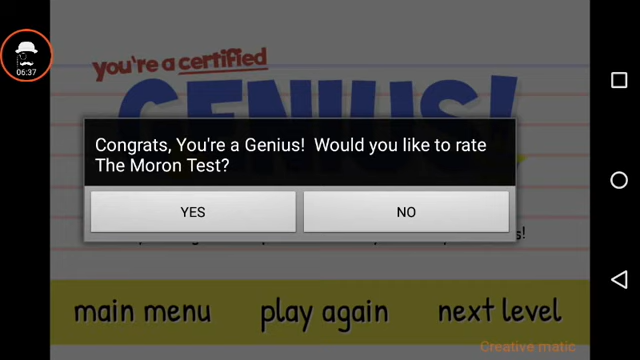 06:37
you're a certified
GENIUS!
Congrats, You're a Genius! Would you like to rate
The Moron Test?
YES
NO
s!
main menu
play again
next level
Creative matic